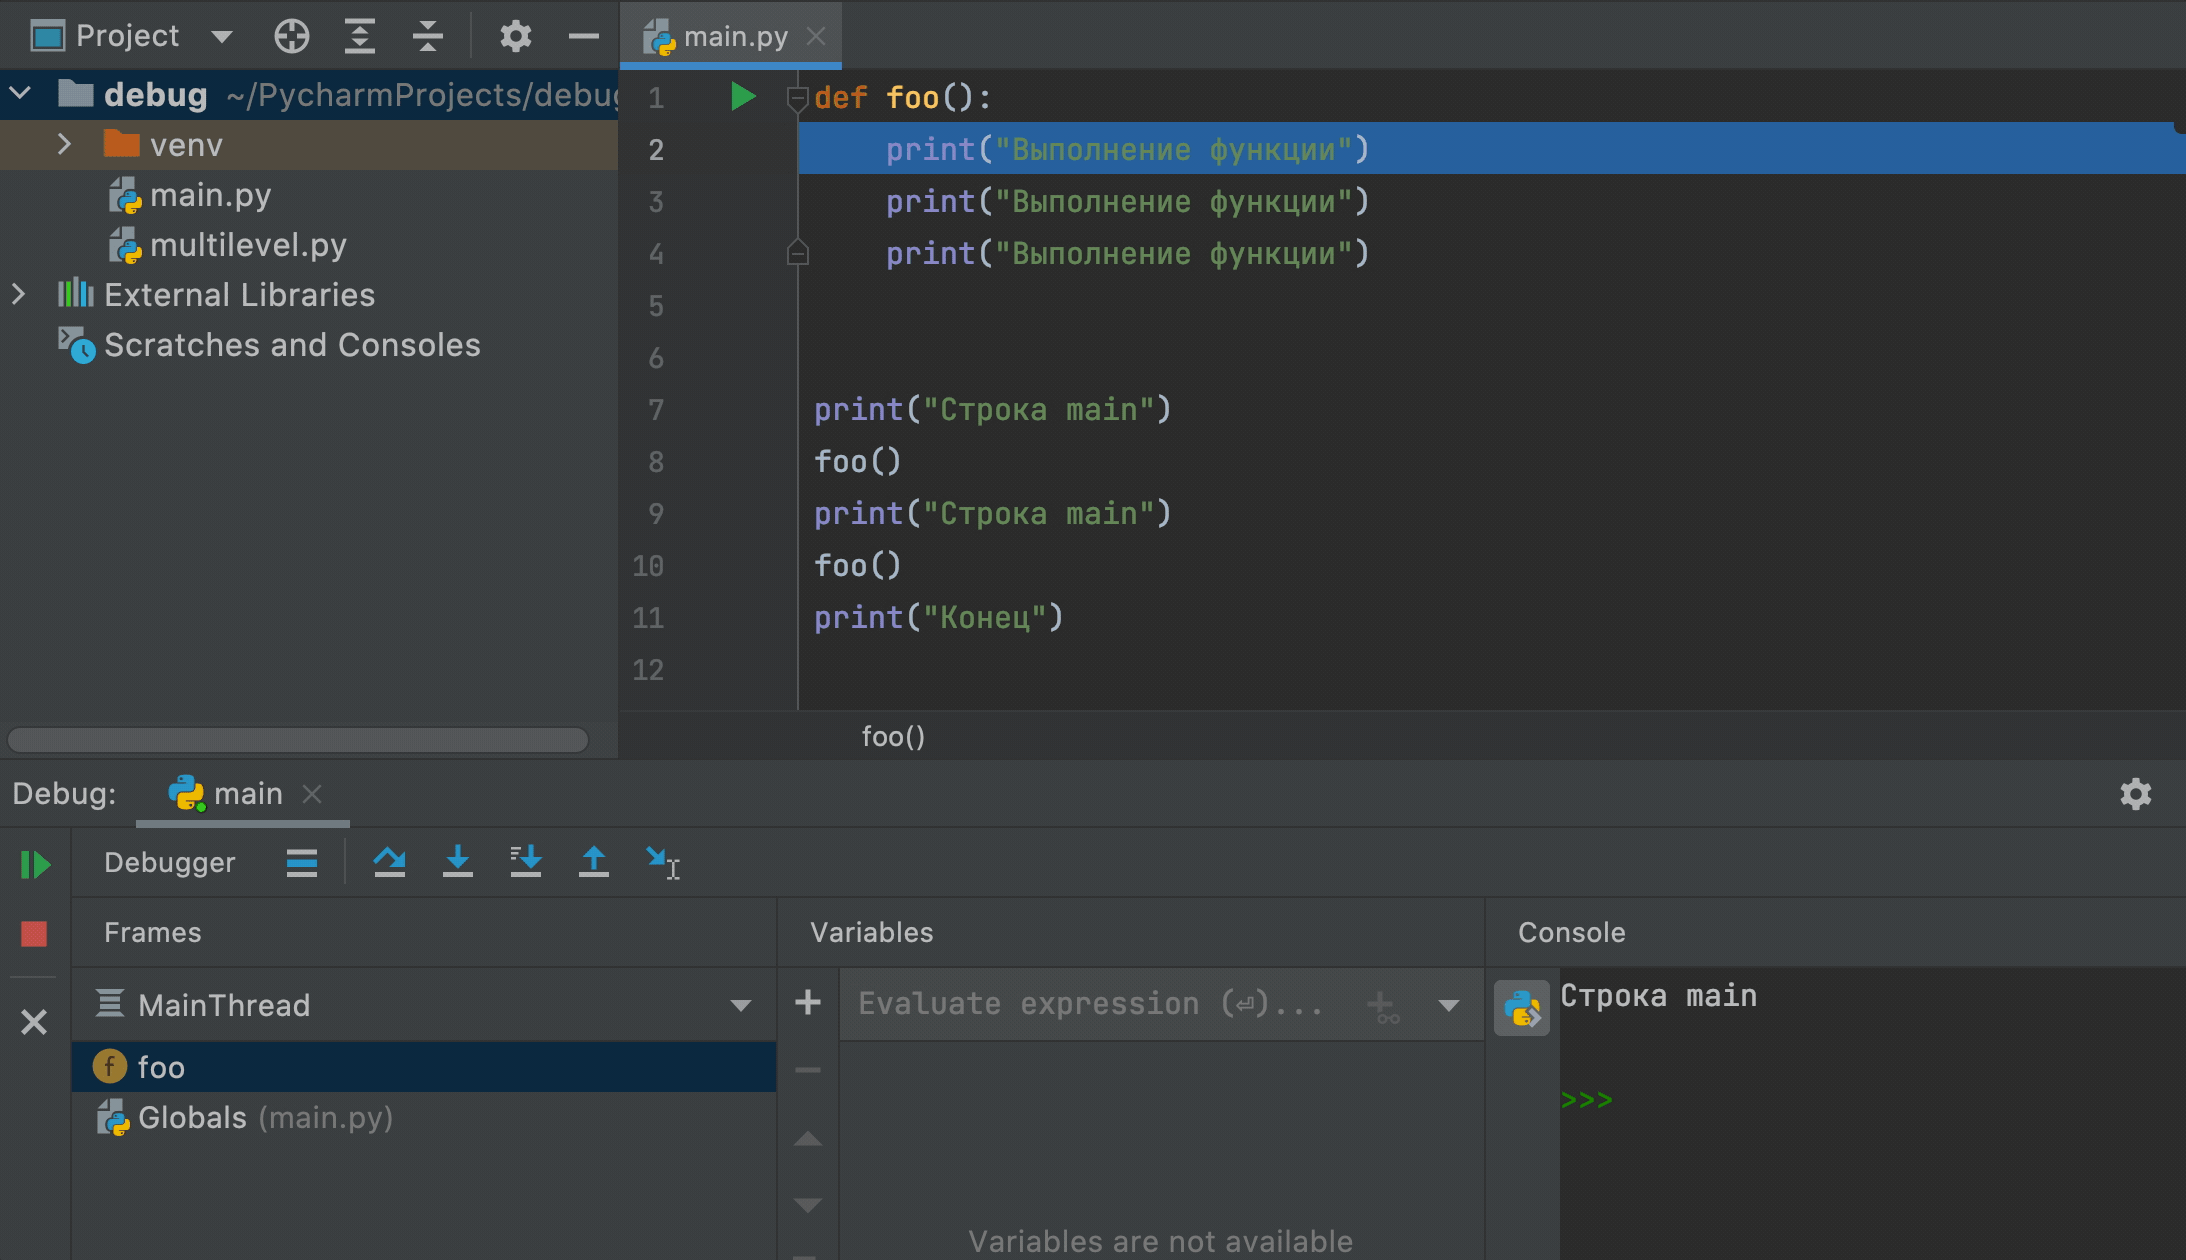 Project
main.py
debug ~/PycharmProjects/debug
venv
main.py
multilevel.py
External Libraries
Scratches and Consoles
1 def foo():
2 print("Выполнение функции")
3 print("Выполнение функции")
4 print("Выполнение функции")
5
6
7 print("Строка main")
8 foo()
9 print("Строка main")
10 foo()
11 print("Конец")
12
foo()
Debug: main
Debugger
Frames
Variables
Console
MainThread
Evaluate expression (⏎)...
Строка main
f foo
Globals (main.py)
>>>
Variables are not available